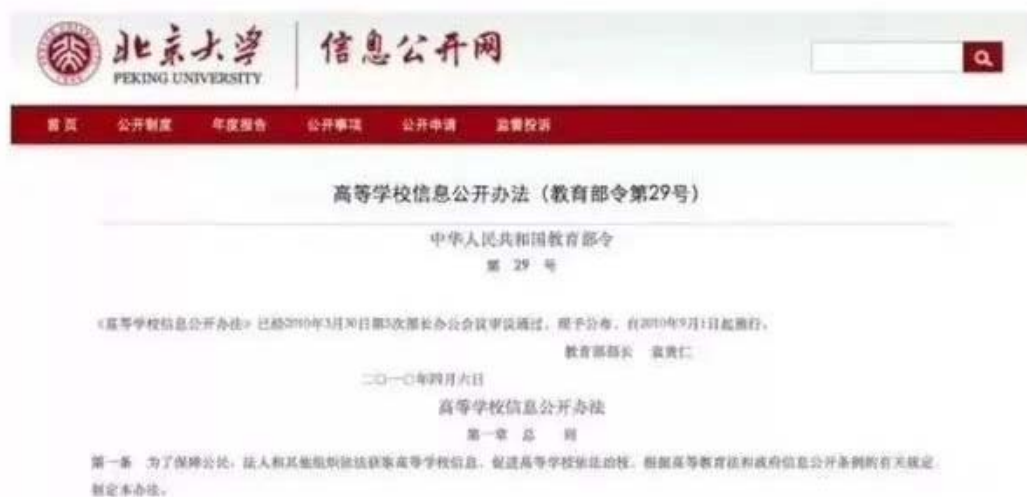 北京大学 信息公开网
PEKING UNIVERSITY
首页 公开制度 年度报告 公开事项 公开申请 监督投诉
高等学校信息公开办法（教育部令第29号）
中华人民共和国教育部令
第 29 号
《高等学校信息公开办法》已经2010年3月30日第5次部长办公会议审议通过，现予公布，自2010年9月1日起施行。
教育部部长 袁贵仁
二〇一〇年四月六日
高等学校信息公开办法
第一章 总 则
第一条 为了保障公民、法人和其他组织依法获取高等学校信息，促进高等学校依法治校，根据高等教育法和政府信息公开条例的有关规定，
制定本办法。